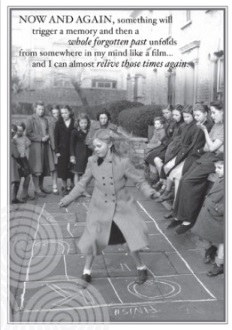 NOW AND AGAIN, something will
trigger a memory and then a
whole forgotten past unfolds
from somewhere in my mind like a film...
and I can almost relive those times again.